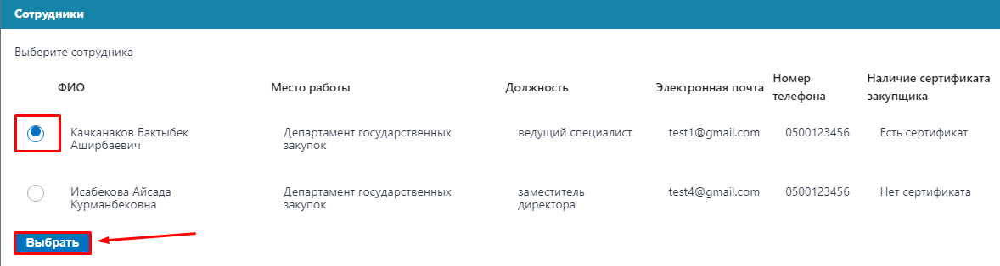 Сотрудники
Выберите сотрудника
ФИО Место работы Должность Электронная почта Номер телефона Наличие сертификата закупщика
Качканаков Бактыбек Аширбаевич Департамент государственных закупок ведущий специалист test1@gmail.com 0500123456 Есть сертификат
Исабекова Айсада Курманбековна Департамент государственных закупок заместитель директора test4@gmail.com 0500123456 Нет сертификата
Выбрать